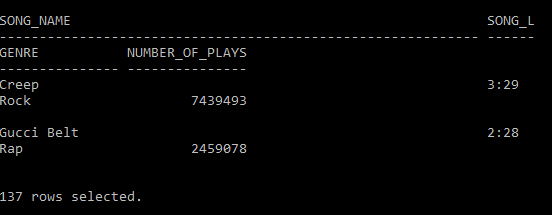 SONG_NAME SONG_L
------------------------------------------------------------ ------
GENRE NUMBER_OF_PLAYS
--------------- ---------------
Creep 3:29
Rock 7439493
Gucci Belt 2:28
Rap 2459078
137 rows selected.